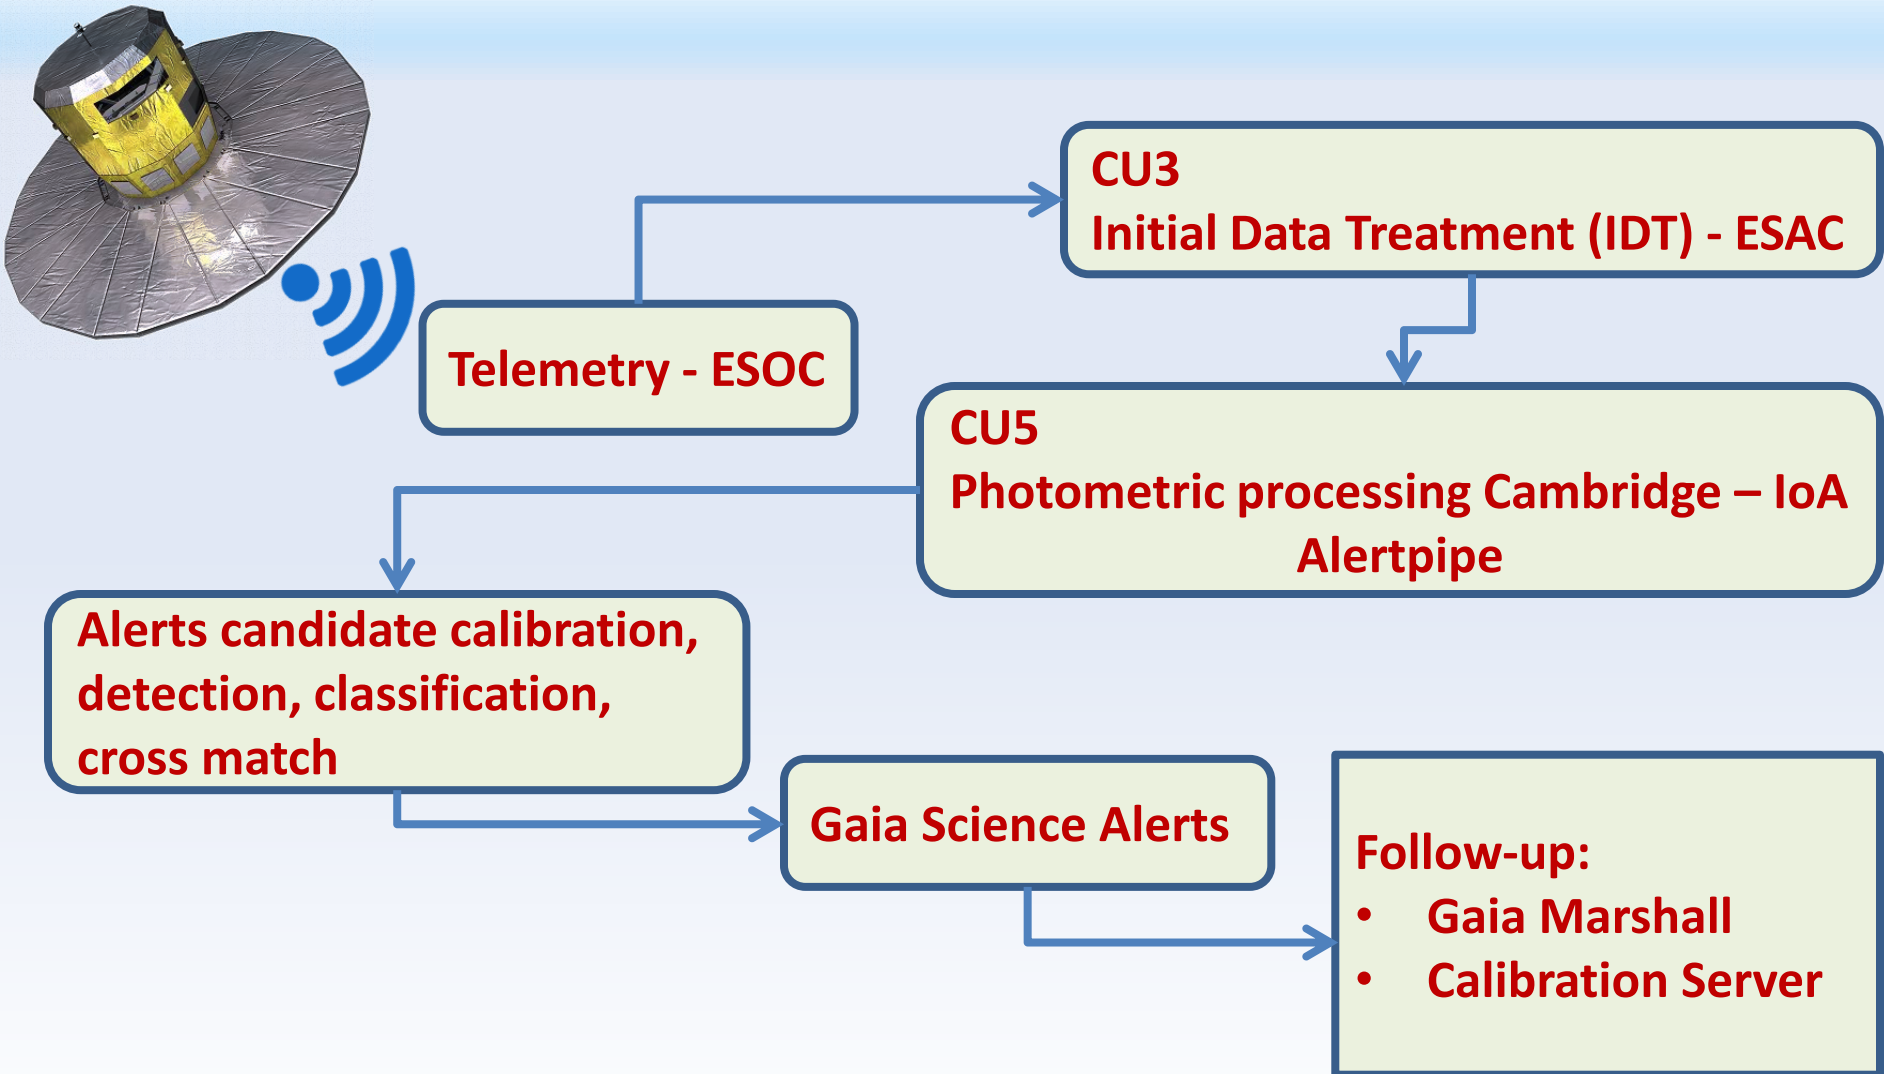 CU3
Initial Data Treatment (IDT) - ESAC
Telemetry - ESOC
CU5
Photometric processing Cambridge – IoA
Alertpipe
Alerts candidate calibration,
detection, classification,
cross match
Gaia Science Alerts
Follow-up:
• Gaia Marshall
• Calibration Server